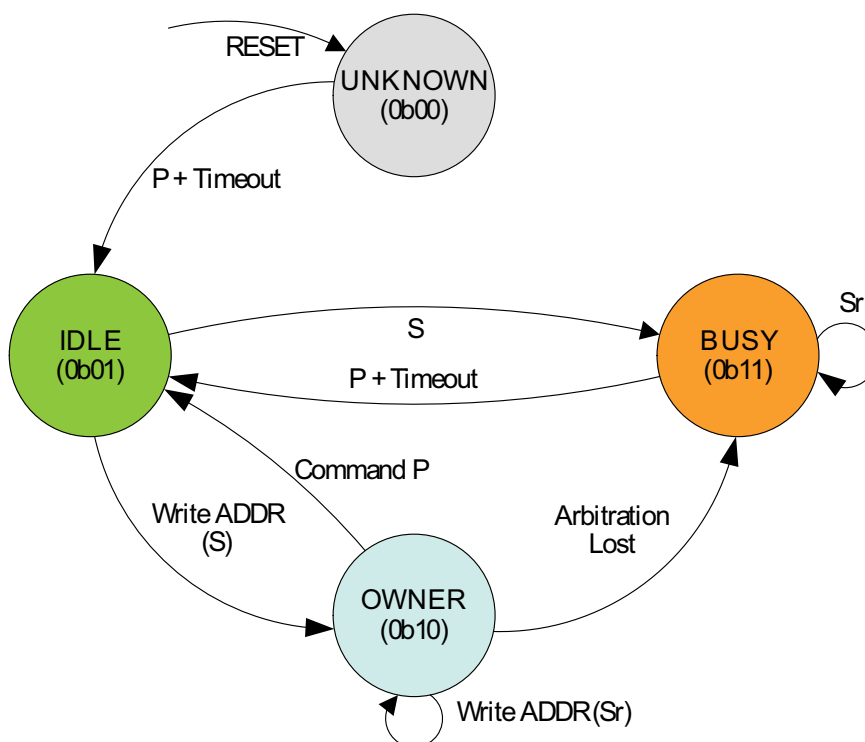 RESET
UNKNOWN
(0b00)
P + Timeout
IDLE
(0b01)
S
P + Timeout
BUSY
(0b11)
Sr
Command P
Write ADDR
(S)
Arbitration
Lost
OWNER
(0b10)
Write ADDR(Sr)